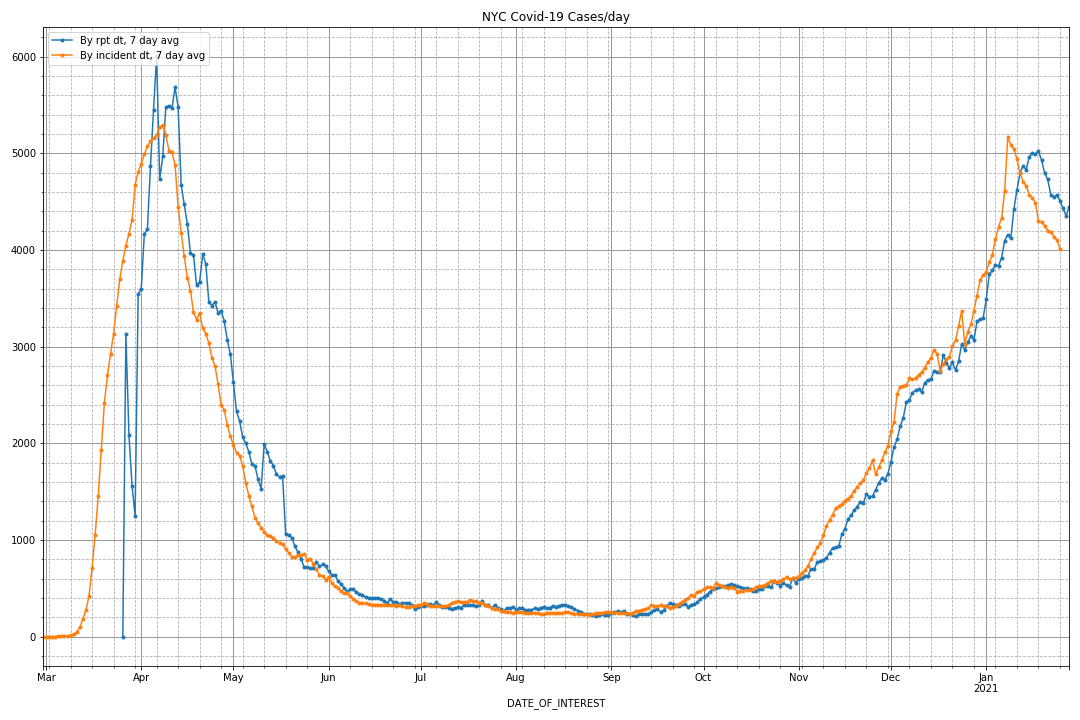 NYC Covid-19 Cases/day
By rpt dt, 7 day avg
By incident dt, 7 day avg
6000
5000
4000
3000
2000
1000
0
Mar Apr May Jun Jul Aug Sep Oct Nov Dec Jan
2021
DATE_OF_INTEREST